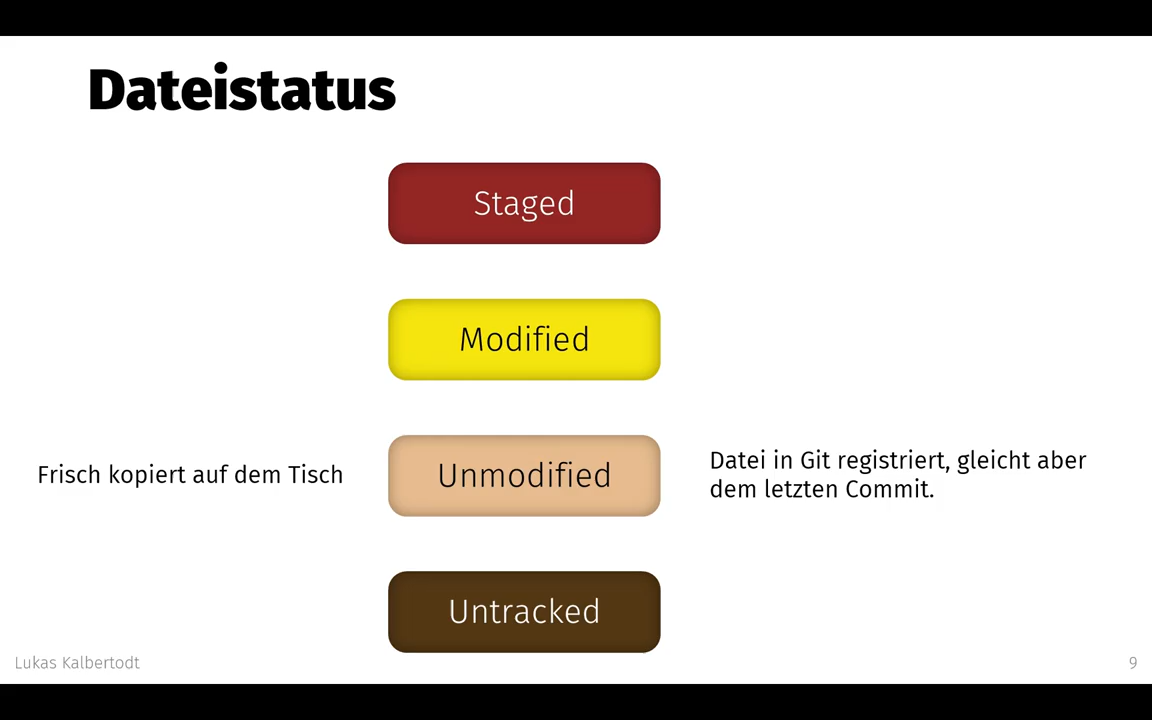 Dateistatus
Staged
Modified
Frisch kopiert auf dem Tisch
Unmodified
Datei in Git registriert, gleicht aber
dem letzten Commit.
Untracked
Lukas Kalbertodt
9